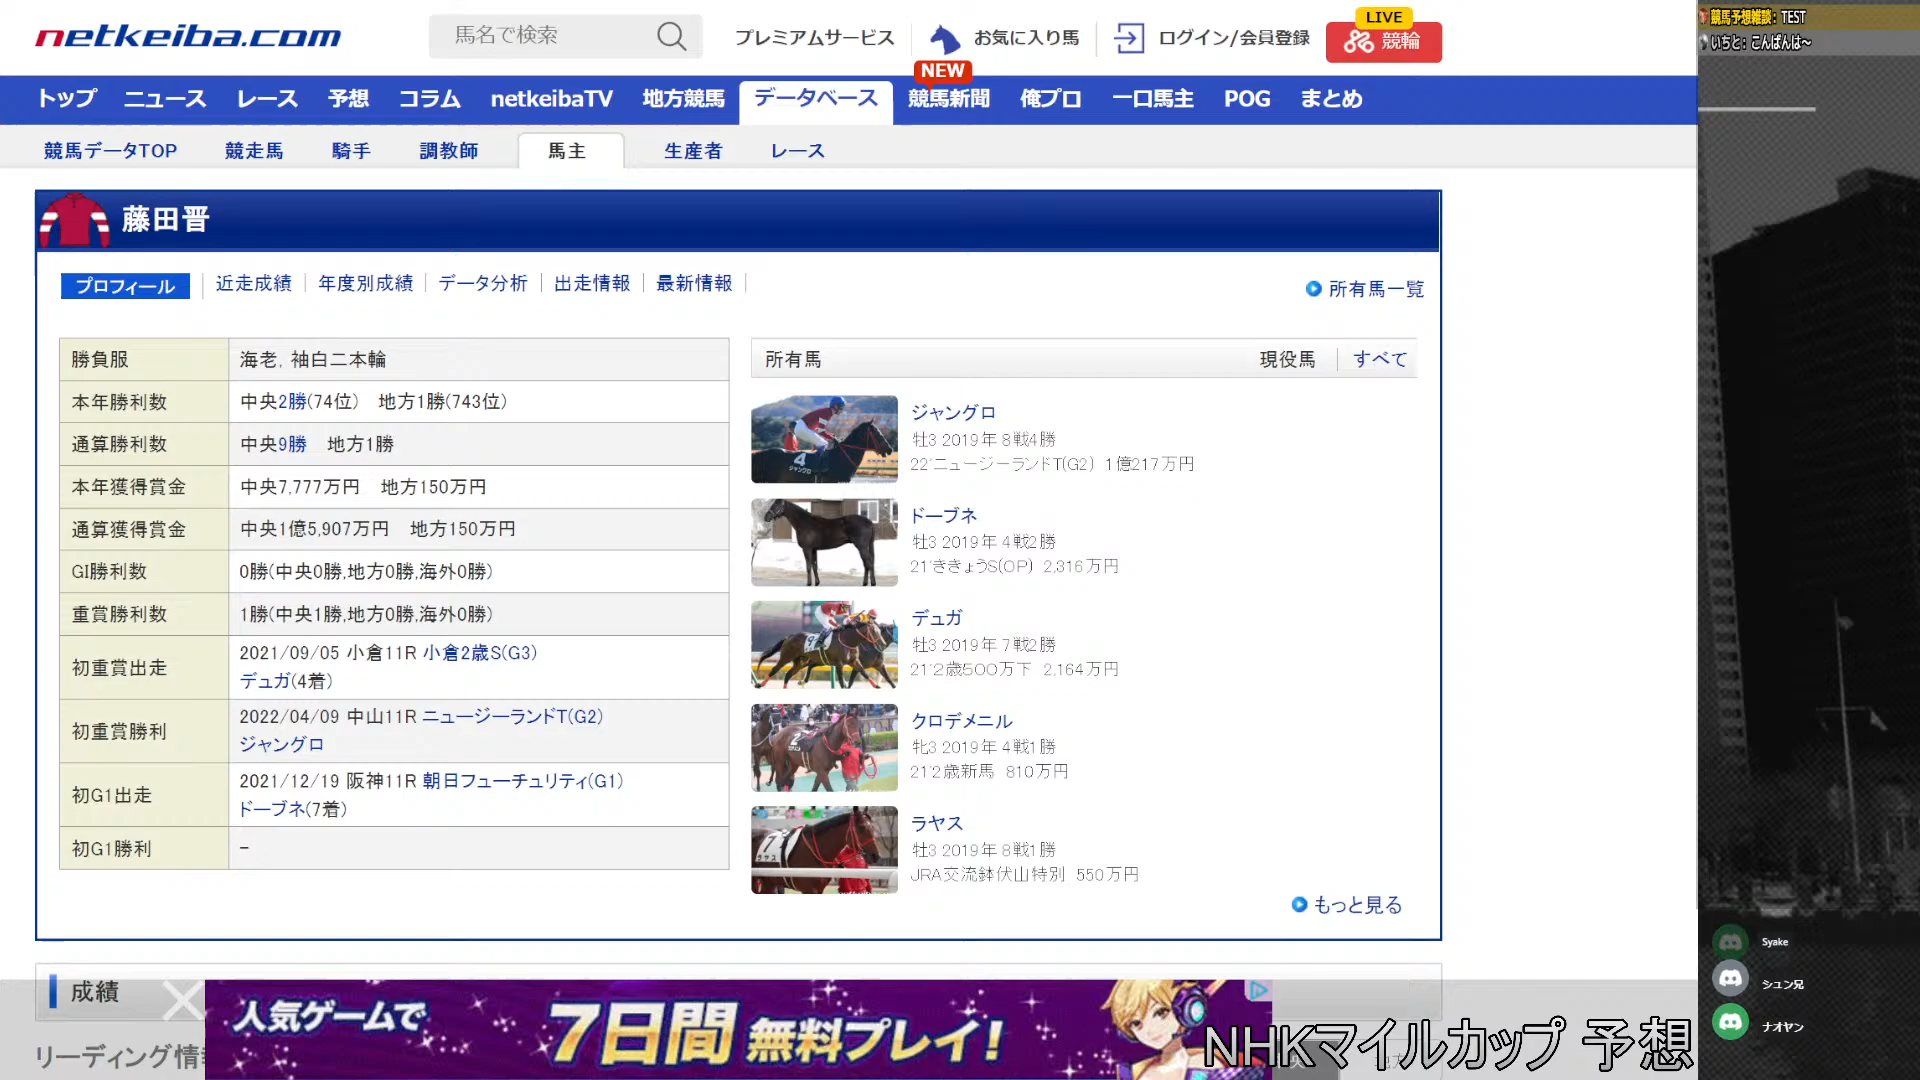 netkeiba.com
馬名で検索
プレミアムサービス
お気に入り馬
ログイン/会員登録
LIVE
競輪
NEW
トップ ニュース レース 予想 コラム netkeibaTV 地方競馬 データベース 競馬新聞 俺プロ 一口馬主 POG まとめ
競馬データTOP 競走馬 騎手 調教師 馬主 生産者 レース
藤田晋
プロフィール 近走成績 年度別成績 データ分析 出走情報 最新情報
所有馬一覧
勝負服 海老, 袖白二本輪
本年勝利数 中央2勝(74位) 地方1勝(743位)
通算勝利数 中央9勝 地方1勝
本年獲得賞金 中央7,777万円 地方150万円
通算獲得賞金 中央1億5,907万円 地方150万円
GI勝利数 0勝(中央0勝,地方0勝,海外0勝)
重賞勝利数 1勝(中央1勝,地方0勝,海外0勝)
初重賞出走 2021/09/05 小倉11R 小倉2歳S(G3)
デュガ(4着)
初重賞勝利 2022/04/09 中山11R ニュージーランドT(G2)
ジャングロ
初G1出走 2021/12/19 阪神11R 朝日フューチュリティ(G1)
ドーブネ(7着)
初G1勝利 -
所有馬 現役馬 すべて
ジャングロ
牡3 2019年 8戦4勝
22'ニュージーランドT(G2) 1億217万円
ドーブネ
牡3 2019年 4戦2勝
21'ききょうS(OP) 2,316万円
デュガ
牡3 2019年 7戦2勝
21'2歳500万下 2,164万円
クロデメニル
牝3 2019年 4戦1勝
21'2歳新馬 810万円
ラヤス
牡3 2019年 8戦1勝
JRA交流鉢伏山特別 550万円
もっと見る
成績
リーディング情
人気ゲームで
7日間 無料プレイ!
NHKマイルカップ 予想
競馬予想雑談: TEST
いちと: こんばんは~
Syake
シュン兄
ナオヤン